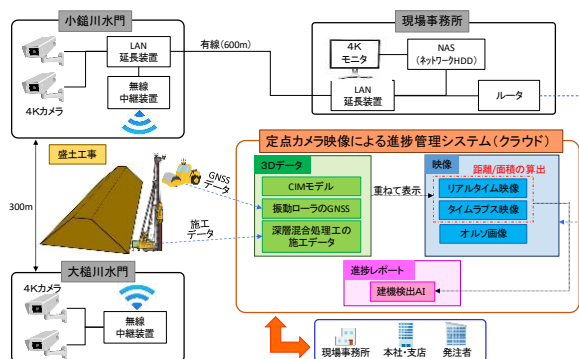 小鎚川水門
4Kカメラ
LAN
延長装置
無線
中継装置
有線(600m)
現場事務所
4K
モニタ
NAS
(ネットワークHDD)
LAN
延長装置
ルータ
300m
盛土工事
GNSS
データ
施工
データ
大槌川水門
4Kカメラ
無線
中継装置
定点カメラ映像による進捗管理システム(クラウド)
3Dデータ
CIMモデル
振動ローラのGNSS
深層混合処理工の
施工データ
重ねて表示
映像
距離/面積の算出
リアルタイム映像
タイムラプス映像
オルソ画像
進捗レポート
建機検出AI
現場事務所
本社・支店
発注者